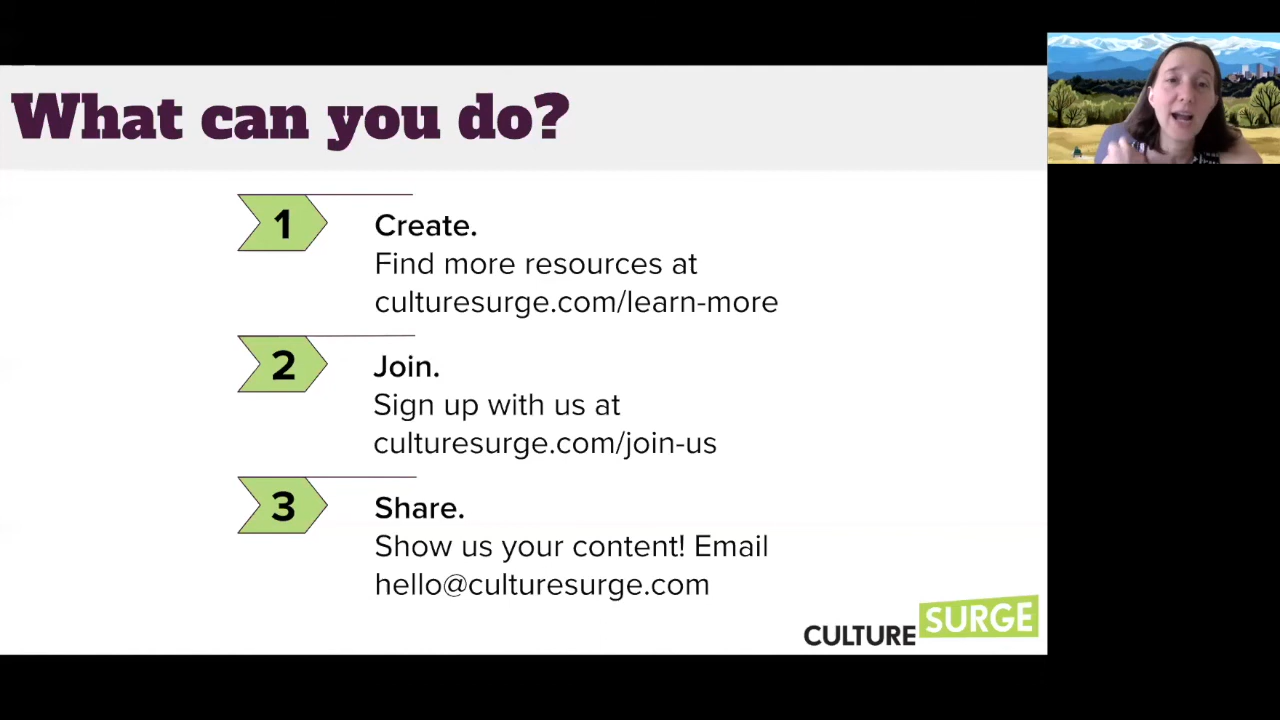 What can you do?
1
Create.
Find more resources at
culturesurge.com/learn-more
2
Join.
Sign up with us at
culturesurge.com/join-us
3
Share.
Show us your content! Email
hello@culturesurge.com
CULTURE SURGE